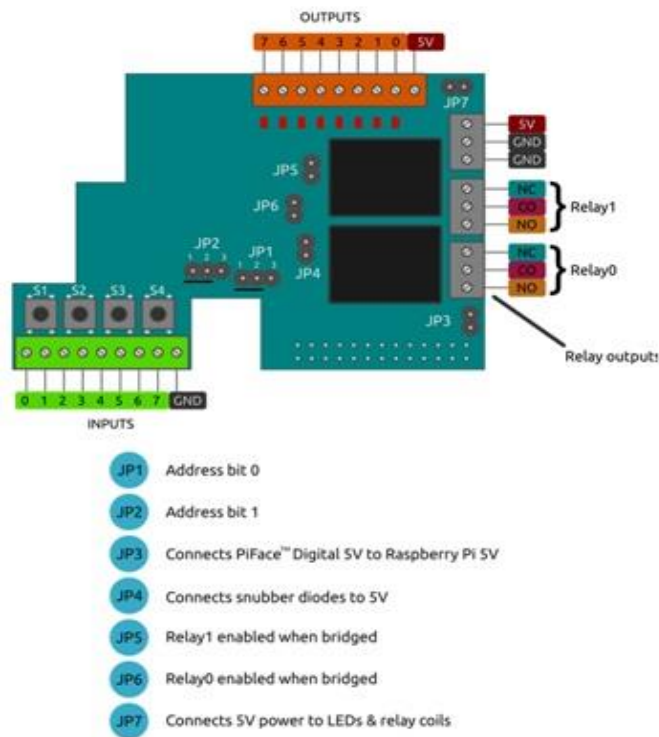 OUTPUTS
7 6 5 4 3 2 1 0 5V
JP7
5V
GND
GND
JP5
NC
CO
NO
Relay1
JP6
JP2
1 2 3
JP1
1 2 3
JP4
NC
CO
NO
Relay0
S1 S2 S3 S4
JP3
Relay outputs
0 1 2 3 4 5 6 7 GND
INPUTS
JP1 Address bit 0
JP2 Address bit 1
JP3 Connects PiFace™ Digital 5V to Raspberry Pi 5V
JP4 Connects snubber diodes to 5V
JP5 Relay1 enabled when bridged
JP6 Relay0 enabled when bridged
JP7 Connects 5V power to LEDs & relay coils